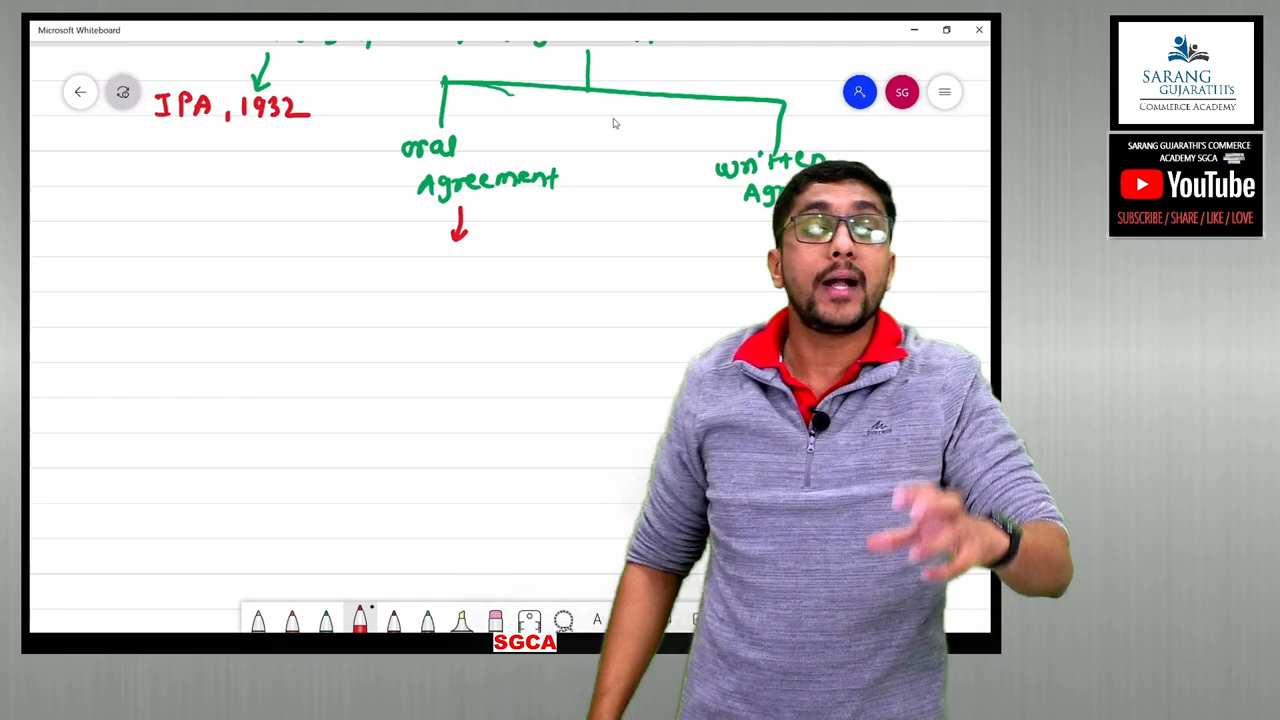 Microsoft Whiteboard
IPA, 1932
SG
oral
Agreement
written
SARANG
GUJARATHI'S
COMMERCE ACADEMY
SARANG GUJARATHI'S COMMERCE
ACADEMY SGCA
YouTube
SUBSCRIBE / SHARE / LIKE / LOVE
A
SGCA